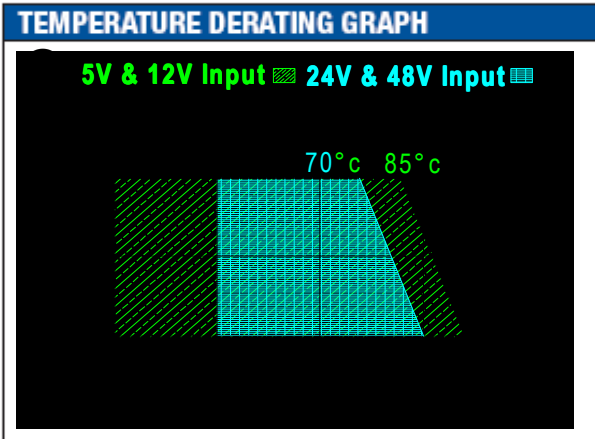 TEMPERATURE DERATING GRAPH
5V & 12V Input 24V & 48V Input
70°c 85°c